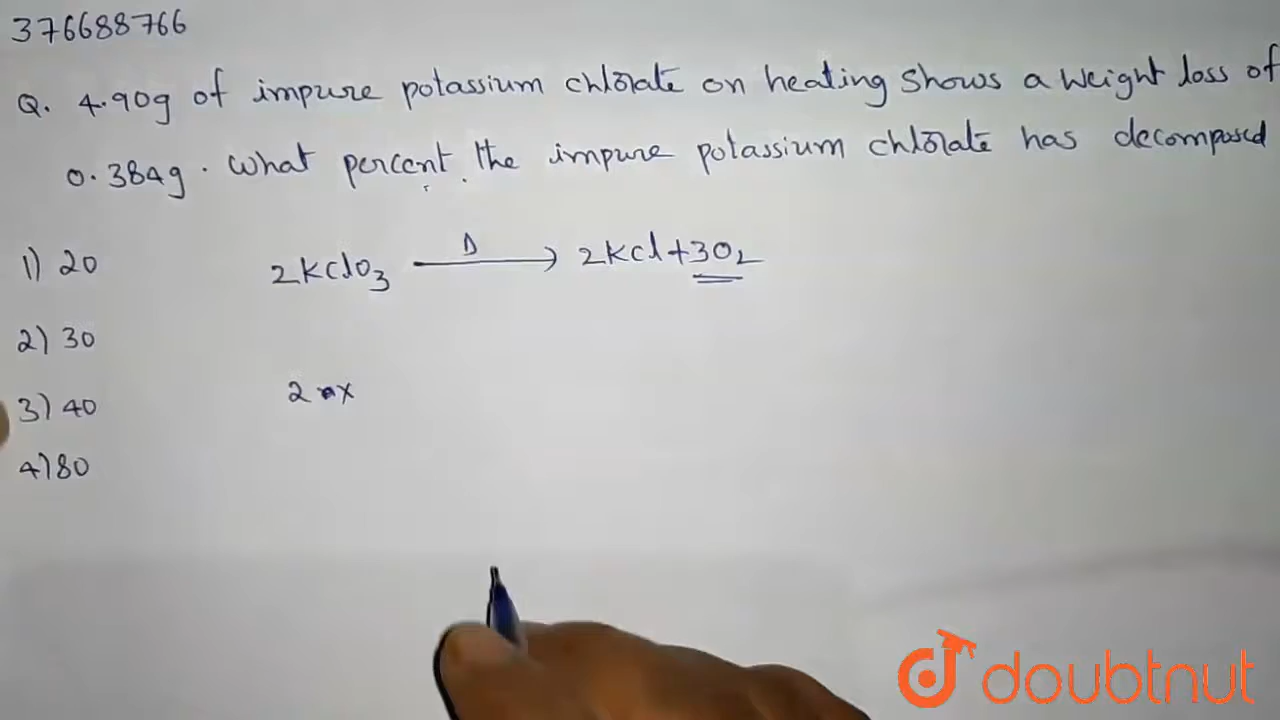 376688766
Q. 4.90g of impure potassium chlorate on heating shows a weight loss of
0.384g. What percent the impure potassium chlorate has decomposed
1) 20
2KClO3 Δ→ 2KCl+3O2
2) 30
2 x
3) 40
4) 80
doubtnut